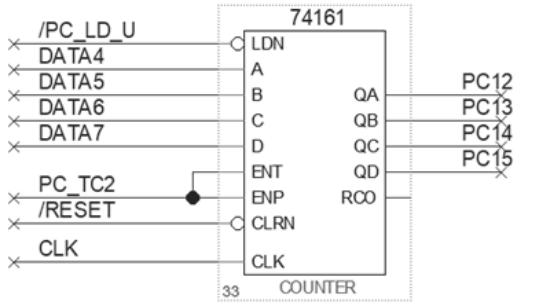 74161
/PC_LD_U
LDN
DATA4
A
DATA5
B
QA
PC12
DATA6
C
QB
PC13
DATA7
D
QC
PC14
ENT
QD
PC15
PC_TC2
ENP
RCO
/RESET
CLRN
CLK
CLK
33
COUNTER